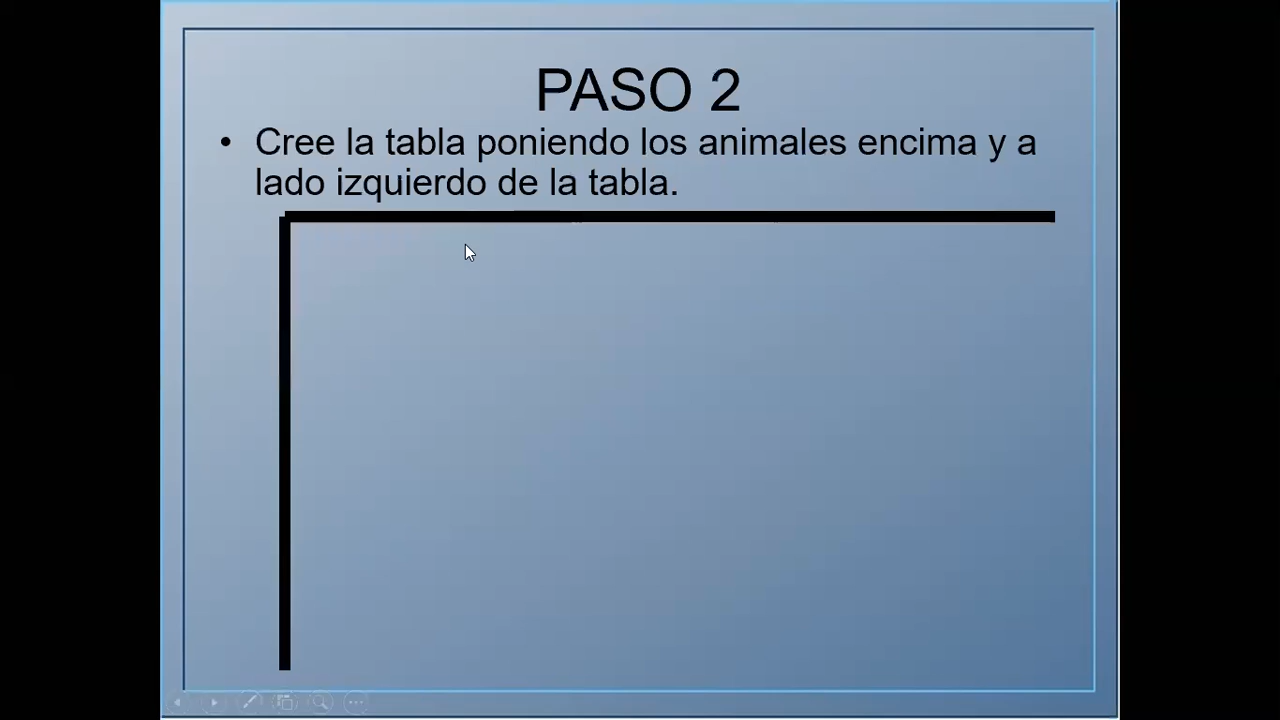 PASO 2
• Cree la tabla poniendo los animales encima y a
lado izquierdo de la tabla.